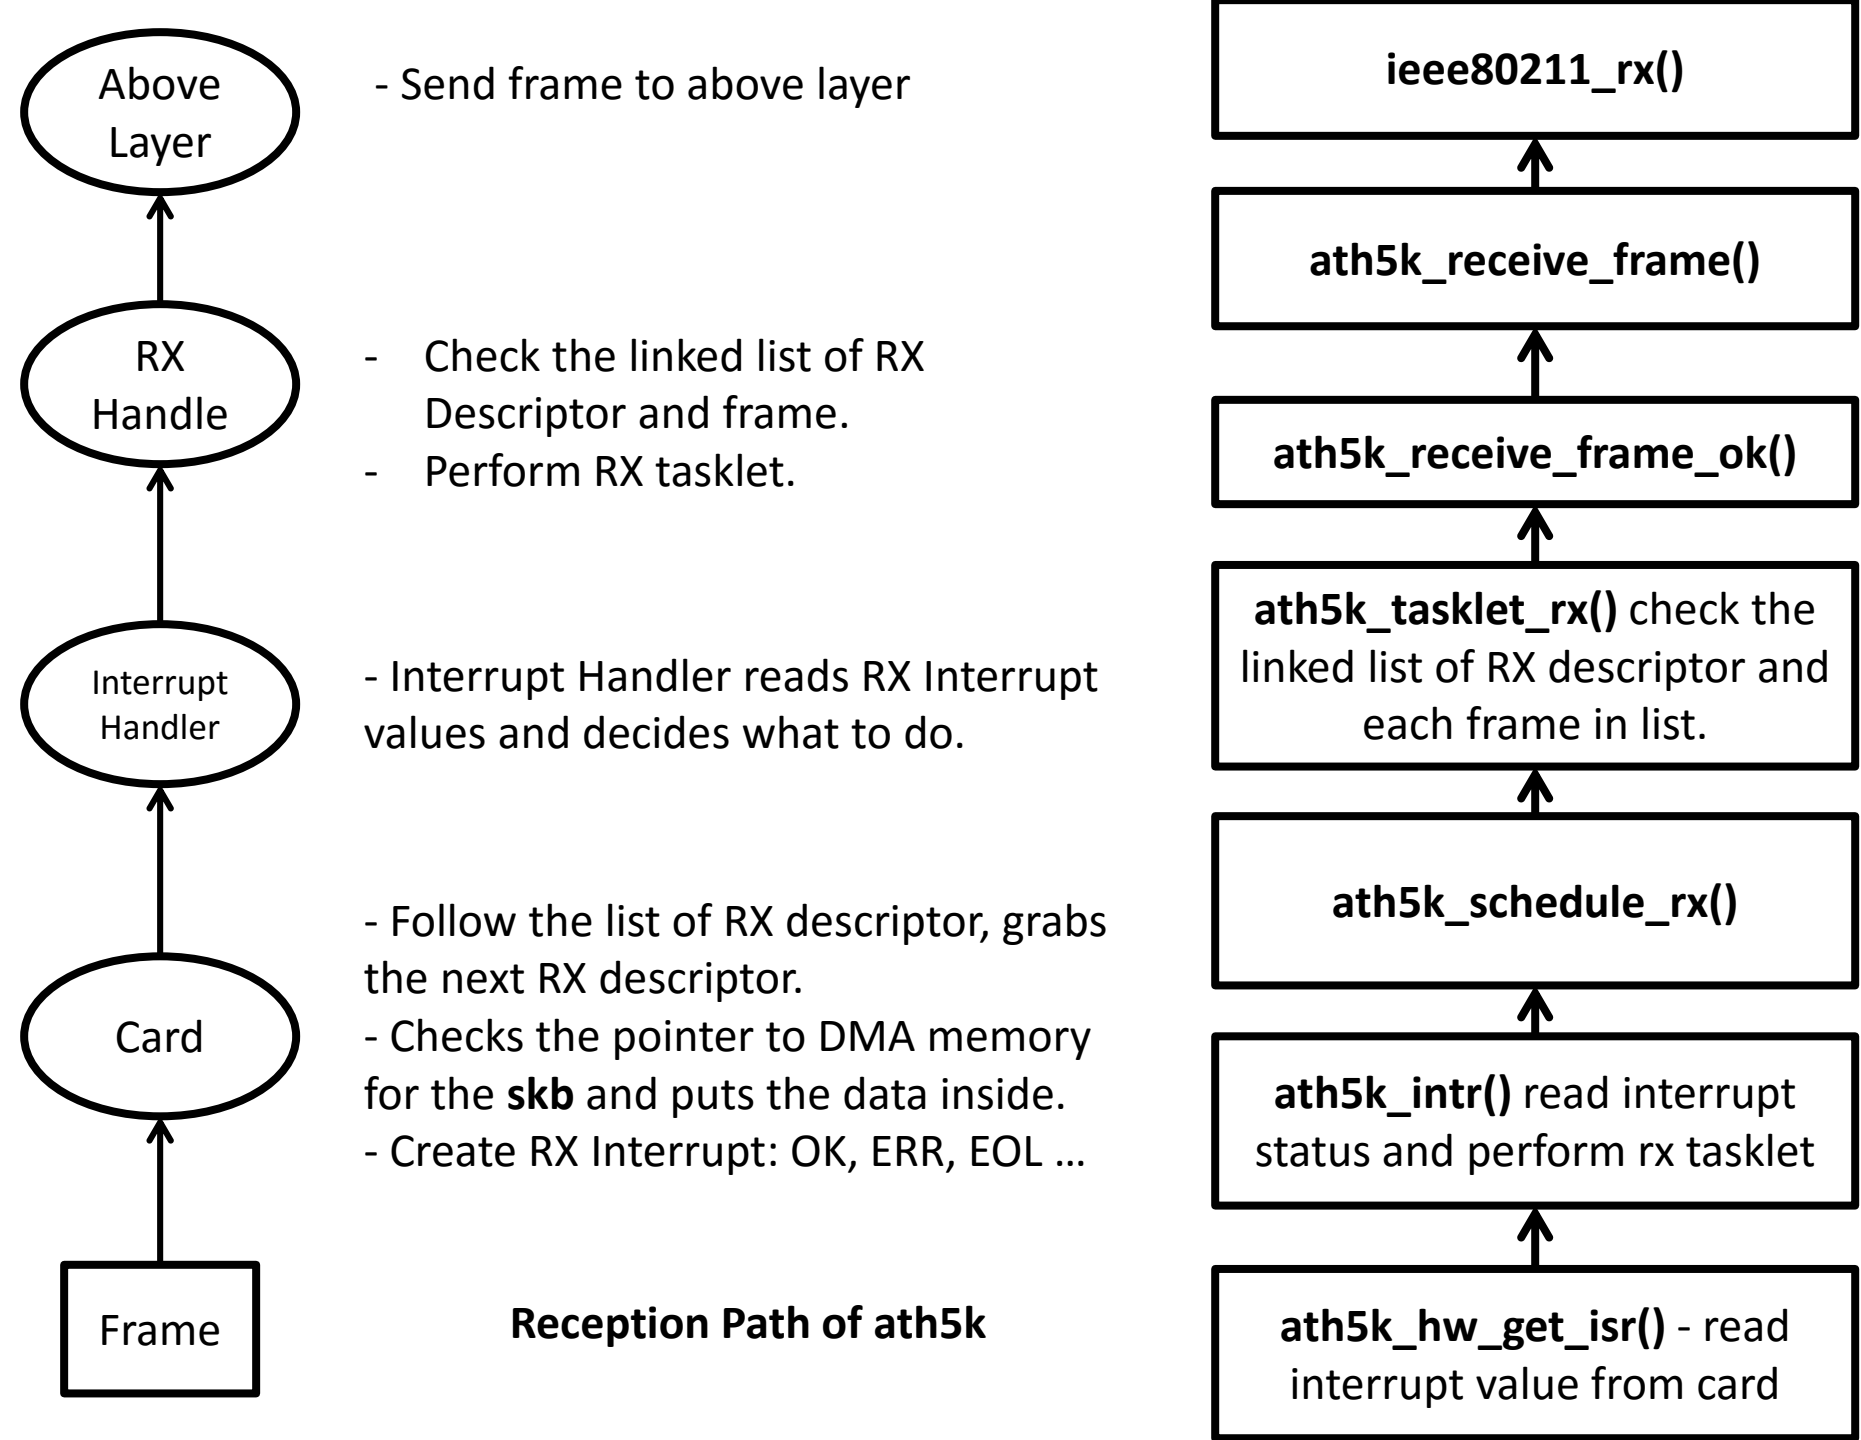 Above
Layer
- Send frame to above layer
RX
Handle
- Check the linked list of RX
Descriptor and frame.
- Perform RX tasklet.
Interrupt
Handler
- Interrupt Handler reads RX Interrupt
values and decides what to do.
Card
- Follow the list of RX descriptor, grabs
the next RX descriptor.
- Checks the pointer to DMA memory
for the skb and puts the data inside.
- Create RX Interrupt: OK, ERR, EOL ...
Frame
Reception Path of ath5k
ieee80211_rx()
ath5k_receive_frame()
ath5k_receive_frame_ok()
ath5k_tasklet_rx() check the
linked list of RX descriptor and
each frame in list.
ath5k_schedule_rx()
ath5k_intr() read interrupt
status and perform rx tasklet
ath5k_hw_get_isr() - read
interrupt value from card